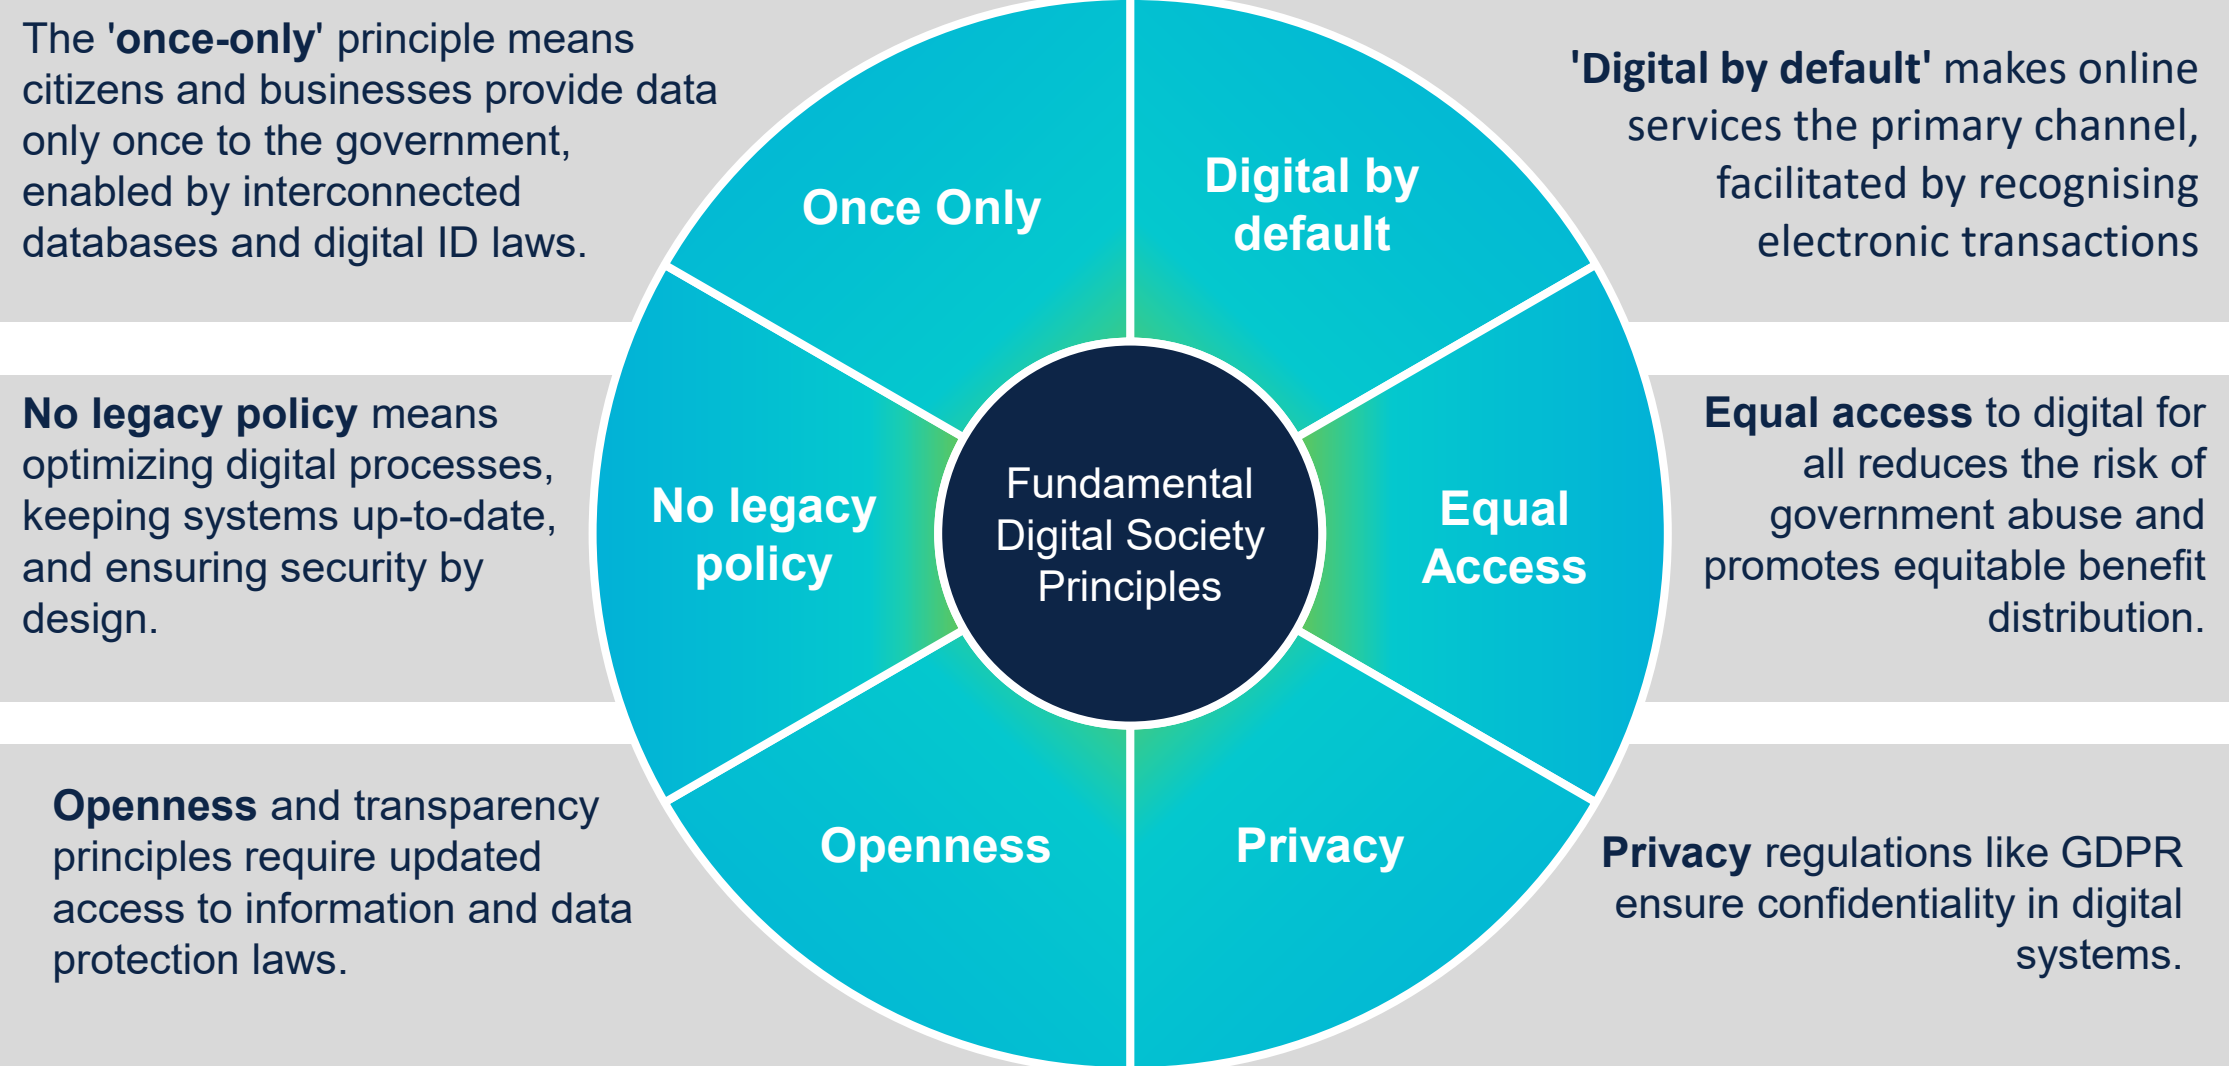 The 'once-only' principle means
citizens and businesses provide data
only once to the government,
enabled by interconnected
databases and digital ID laws.
No legacy policy means
optimizing digital processes,
keeping systems up-to-date,
and ensuring security by
design.
Openness and transparency
principles require updated
access to information and data
protection laws.
Once Only
Digital by
default
No legacy
policy
Fundamental
Digital Society
Principles
Equal
Access
Openness
Privacy
'Digital by default' makes online
services the primary channel,
facilitated by recognising
electronic transactions
Equal access to digital for
all reduces the risk of
government abuse and
promotes equitable benefit
distribution.
Privacy regulations like GDPR
ensure confidentiality in digital
systems.